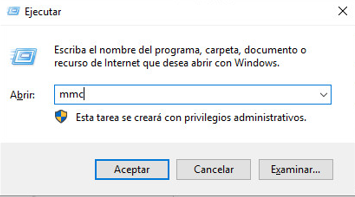 Ejecutar
Escriba el nombre del programa, carpeta, documento o
recurso de Internet que desea abrir con Windows.
Abrir:
mmc
Esta tarea se creará con privilegios administrativos.
Aceptar
Cancelar
Examinar...